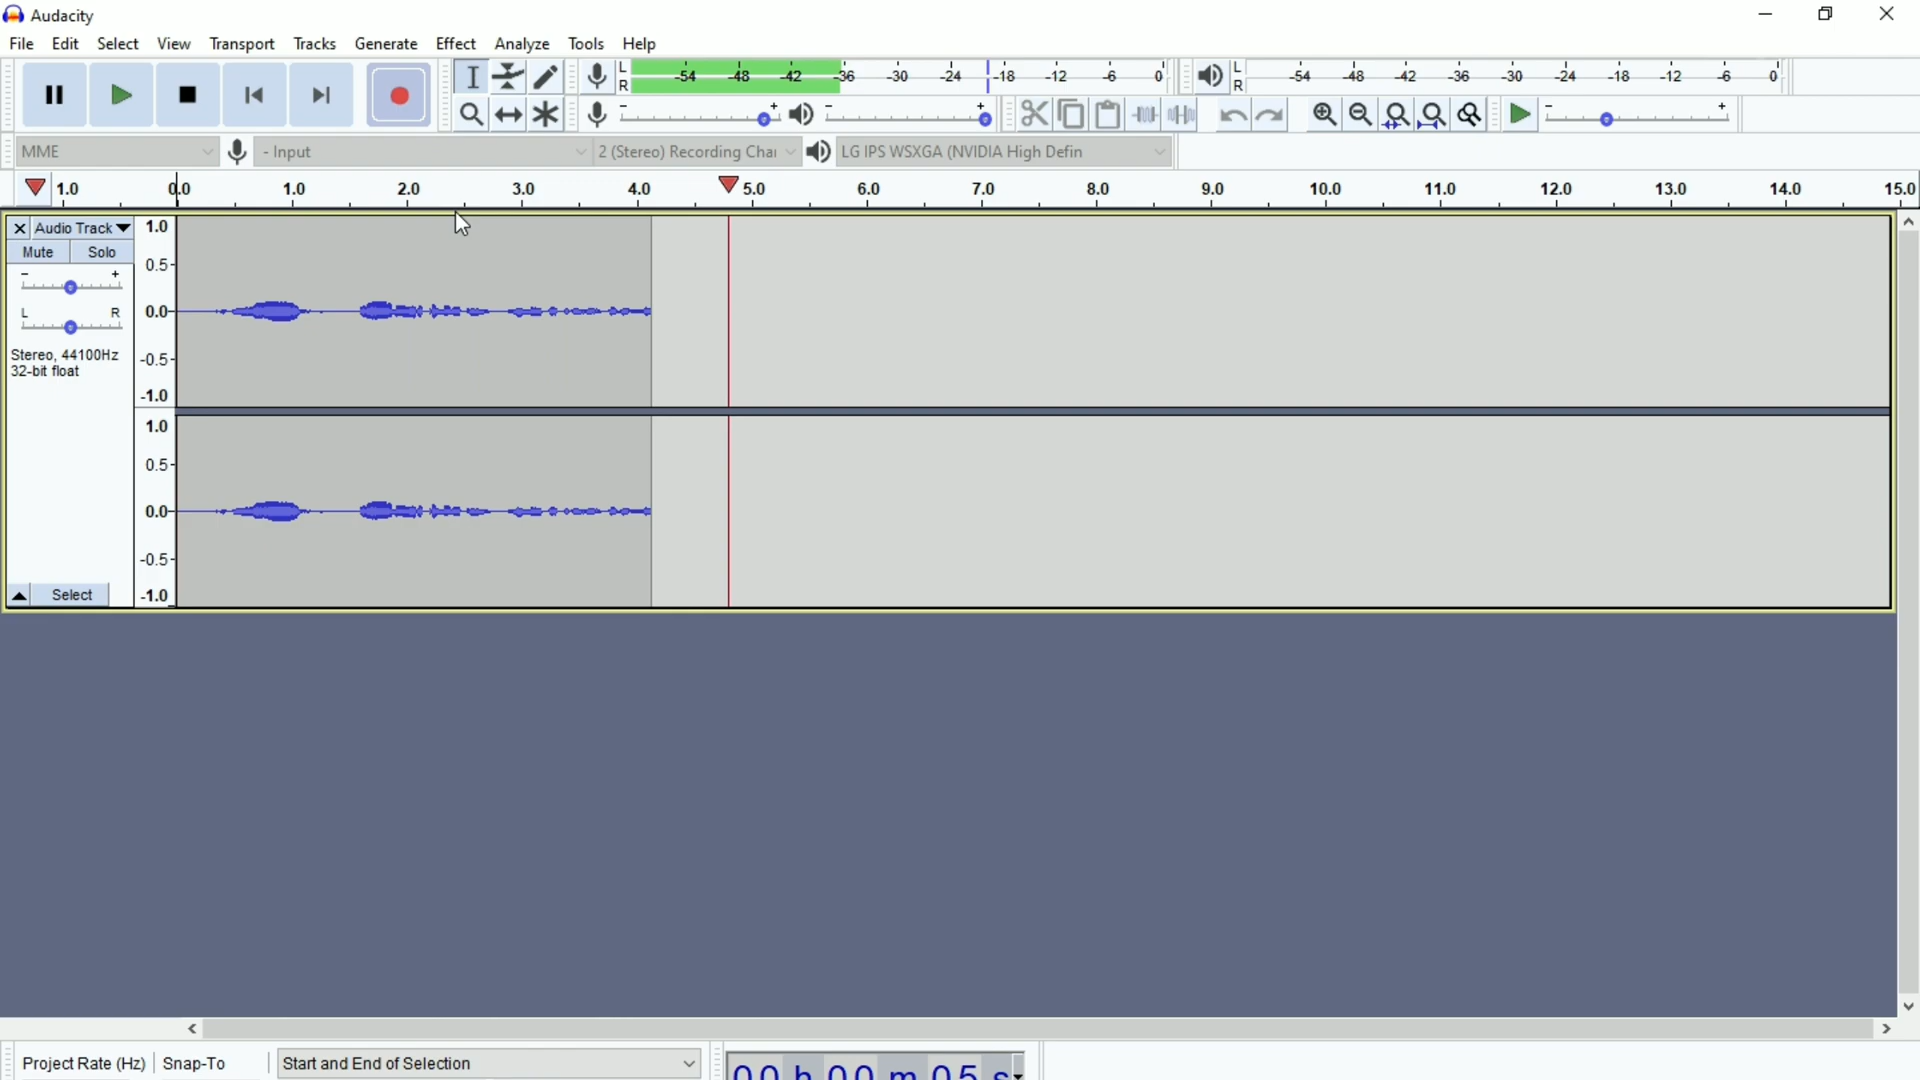 Audacity
File Edit Select View Transport Tracks Generate Effect Analyze Tools Help
L R -54 -48 -42 -36 -30 -24 -18 -12 -6 0 L R -54 -48 -42 -36 -30 -24 -18 -12 -6 0
- + - + - +
MME - Input 2 (Stereo) Recording Chai LG IPS WSXGA (NVIDIA High Defin
1.0 0.0 1.0 2.0 3.0 4.0 5.0 6.0 7.0 8.0 9.0 10.0 11.0 12.0 13.0 14.0 15.0
Audio Track 1.0
Mute Solo
0.5-
- +
L R 0.0-
Stereo, 44100Hz -0.5-
32-bit float
-1.0
1.0
0.5-
0.0-
-0.5-
Select -1.0
Project Rate (Hz) Snap-To Start and End of Selection 00 h 00 m 05 s